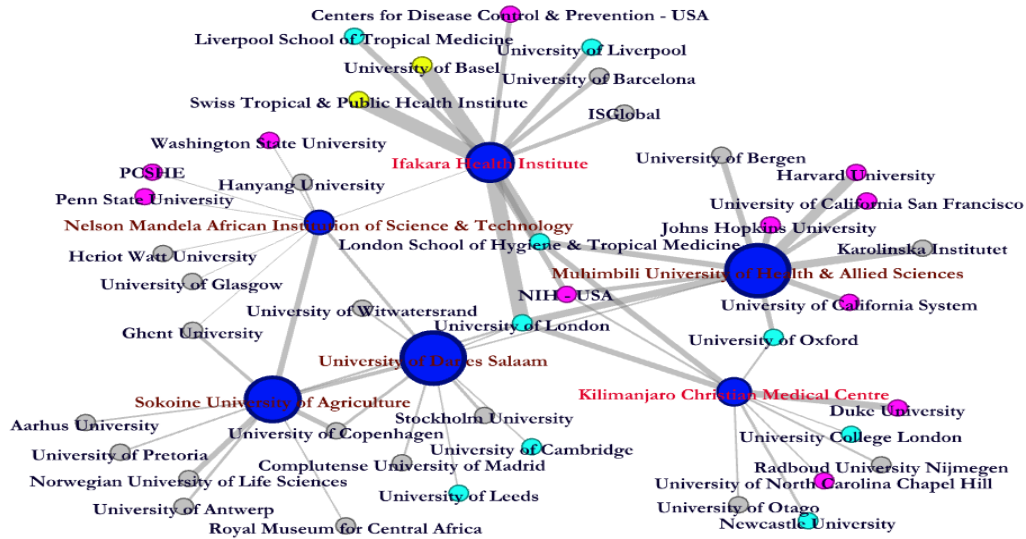 Centers for Disease Control & Prevention - USA
Liverpool School of Tropical Medicine
University of Liverpool
University of Basel
University of Barcelona
Swiss Tropical & Public Health Institute
ISGlobal
Washington State University
Ifakara Health Institute
University of Bergen
PCSHE
Harvard University
Hanyang University
Penn State University
University of California San Francisco
Nelson Mandela African Institution of Science & Technology
Johns Hopkins University
London School of Hygiene & Tropical Medicine
Karolinska Institutet
Heriot Watt University
Muhimbili University of Health & Allied Sciences
University of Glasgow
NIH - USA
University of California System
University of Witwatersrand
University of London
Ghent University
University of Oxford
University of Dar es Salaam
Kilimanjaro Christian Medical Centre
Sokoine University of Agriculture
Duke University
Stockholm University
Aarhus University
University of Copenhagen
University College London
University of Cambridge
University of Pretoria
Complutense University of Madrid
Radboud University Nijmegen
Norwegian University of Life Sciences
University of North Carolina Chapel Hill
University of Leeds
University of Antwerp
University of Otago
Newcastle University
Royal Museum for Central Africa